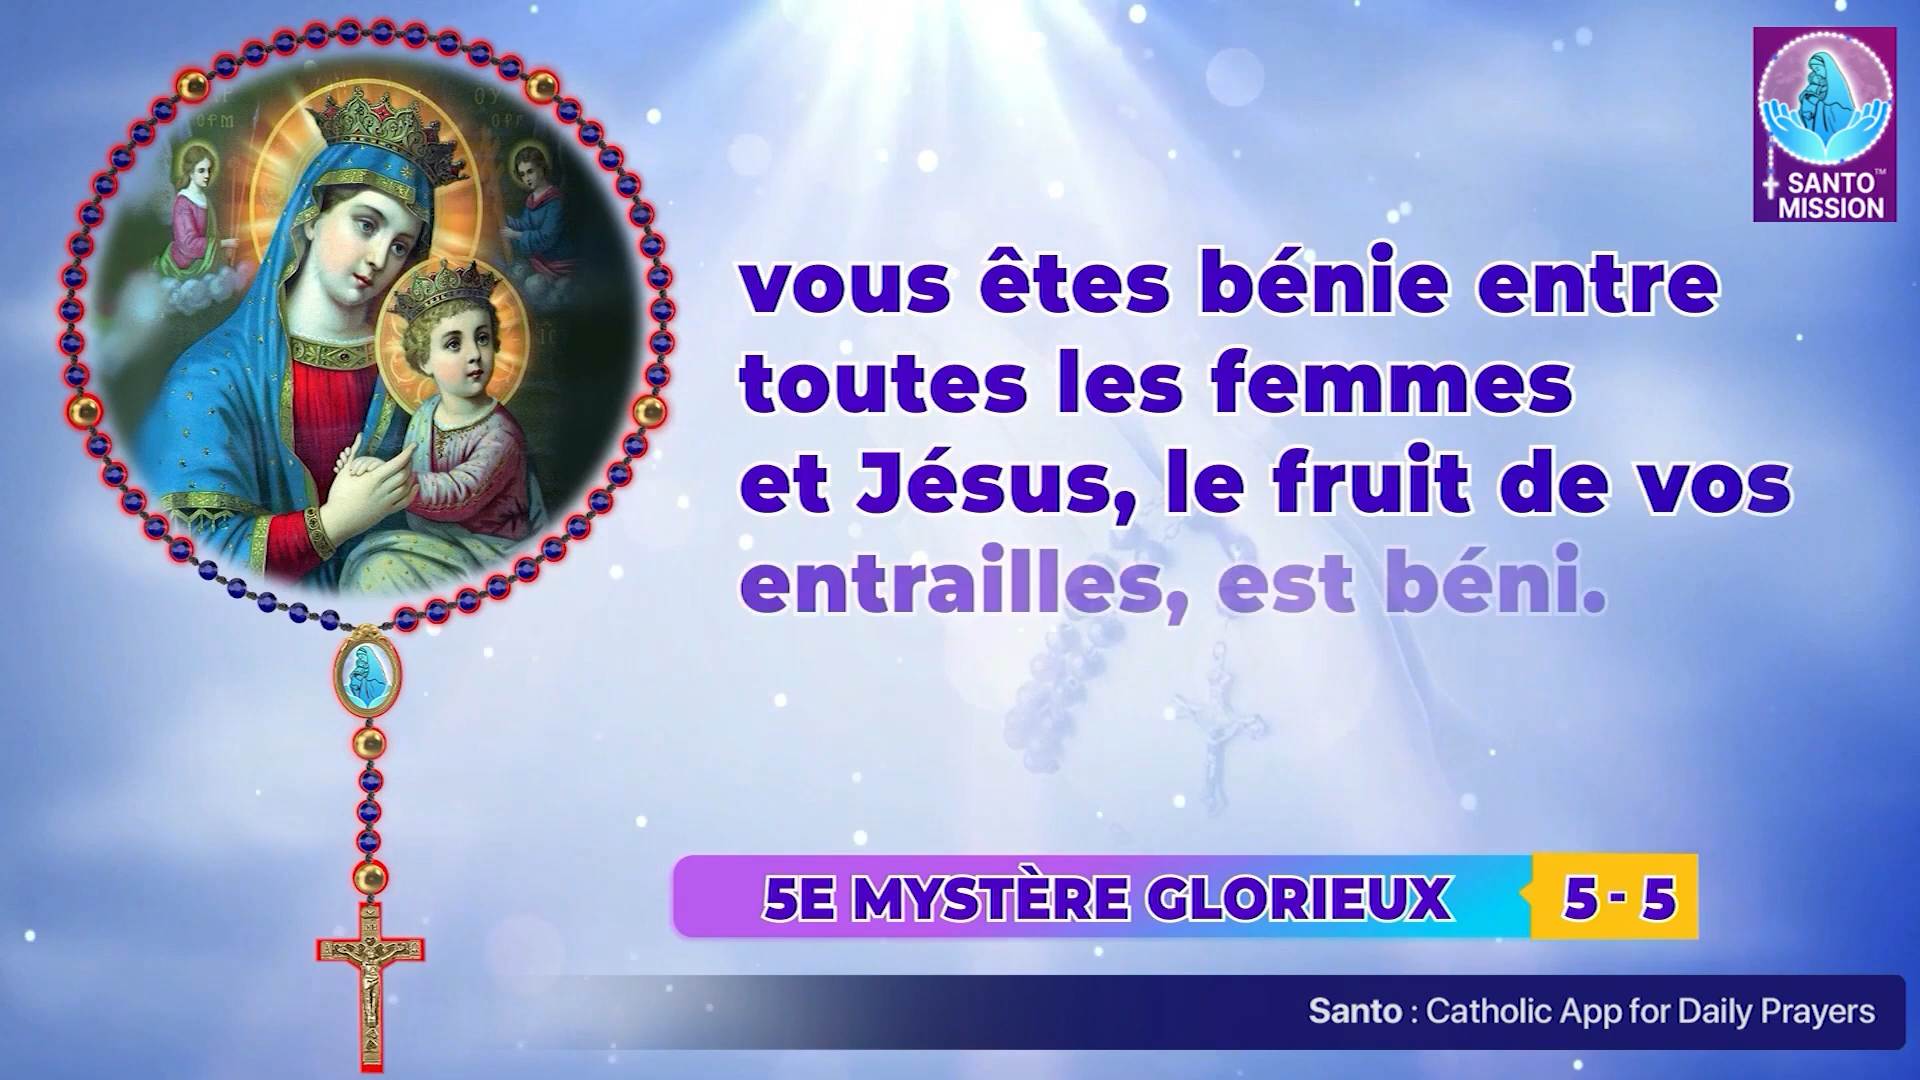 SANTO™
MISSION
vous êtes bénie entre
toutes les femmes
et Jésus, le fruit de vos
entrailles, est béni.
5E MYSTÈRE GLORIEUX
5 - 5
Santo : Catholic App for Daily Prayers